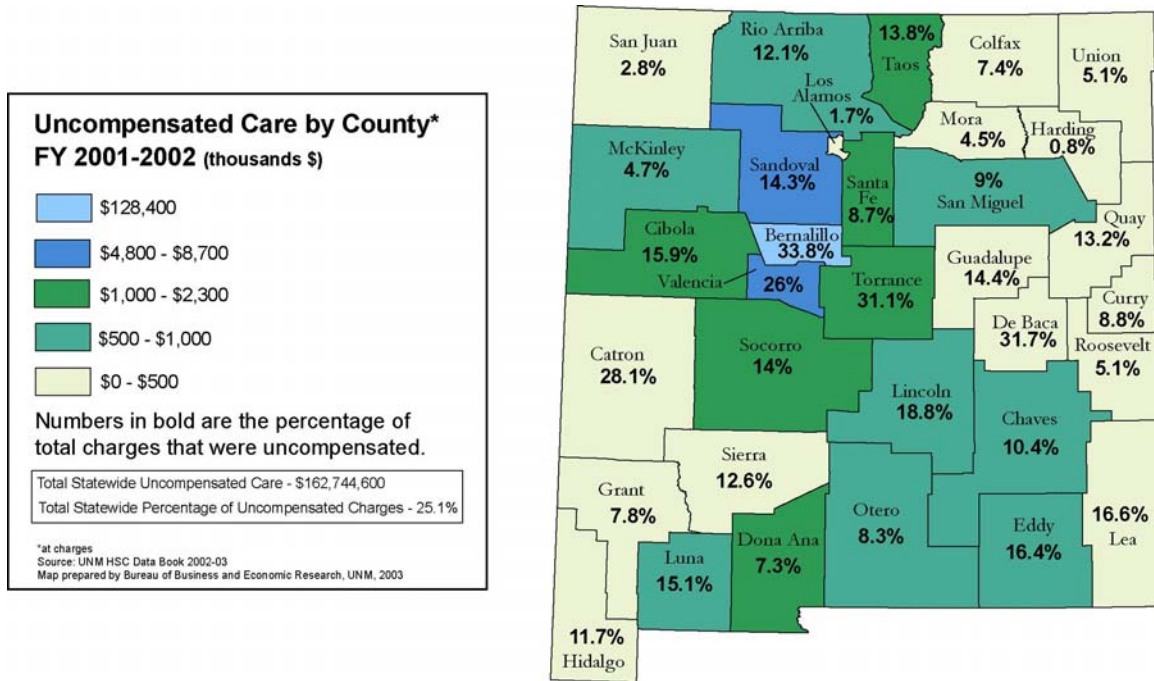 Uncompensated Care by County*
FY 2001-2002 (thousands $)
$128,400
$4,800 - $8,700
$1,000 - $2,300
$500 - $1,000
$0 - $500
Numbers in bold are the percentage of
total charges that were uncompensated.
Total Statewide Uncompensated Care - $162,744,600
Total Statewide Percentage of Uncompensated Charges - 25.1%
*at charges
Source: UNM HSC Data Book 2002-03
Map prepared by Bureau of Business and Economic Research, UNM, 2003
San Juan
2.8%
Rio Arriba
12.1%
13.8%
Taos
Colfax
7.4%
Union
5.1%
Los
Alamos
1.7%
Mora
4.5%
Harding
0.8%
McKinley
4.7%
Sandoval
14.3%
Santa
Fe
8.7%
9%
San Miguel
Quay
13.2%
Cibola
15.9%
Bernalillo
33.8%
Valencia
26%
Torrance
31.1%
Guadalupe
14.4%
Curry
8.8%
De Baca
31.7%
Roosevelt
5.1%
Catron
28.1%
Socorro
14%
Lincoln
18.8%
Chaves
10.4%
Sierra
12.6%
Grant
7.8%
Otero
8.3%
Eddy
16.4%
16.6%
Lea
Luna
15.1%
Dona Ana
7.3%
11.7%
Hidalgo